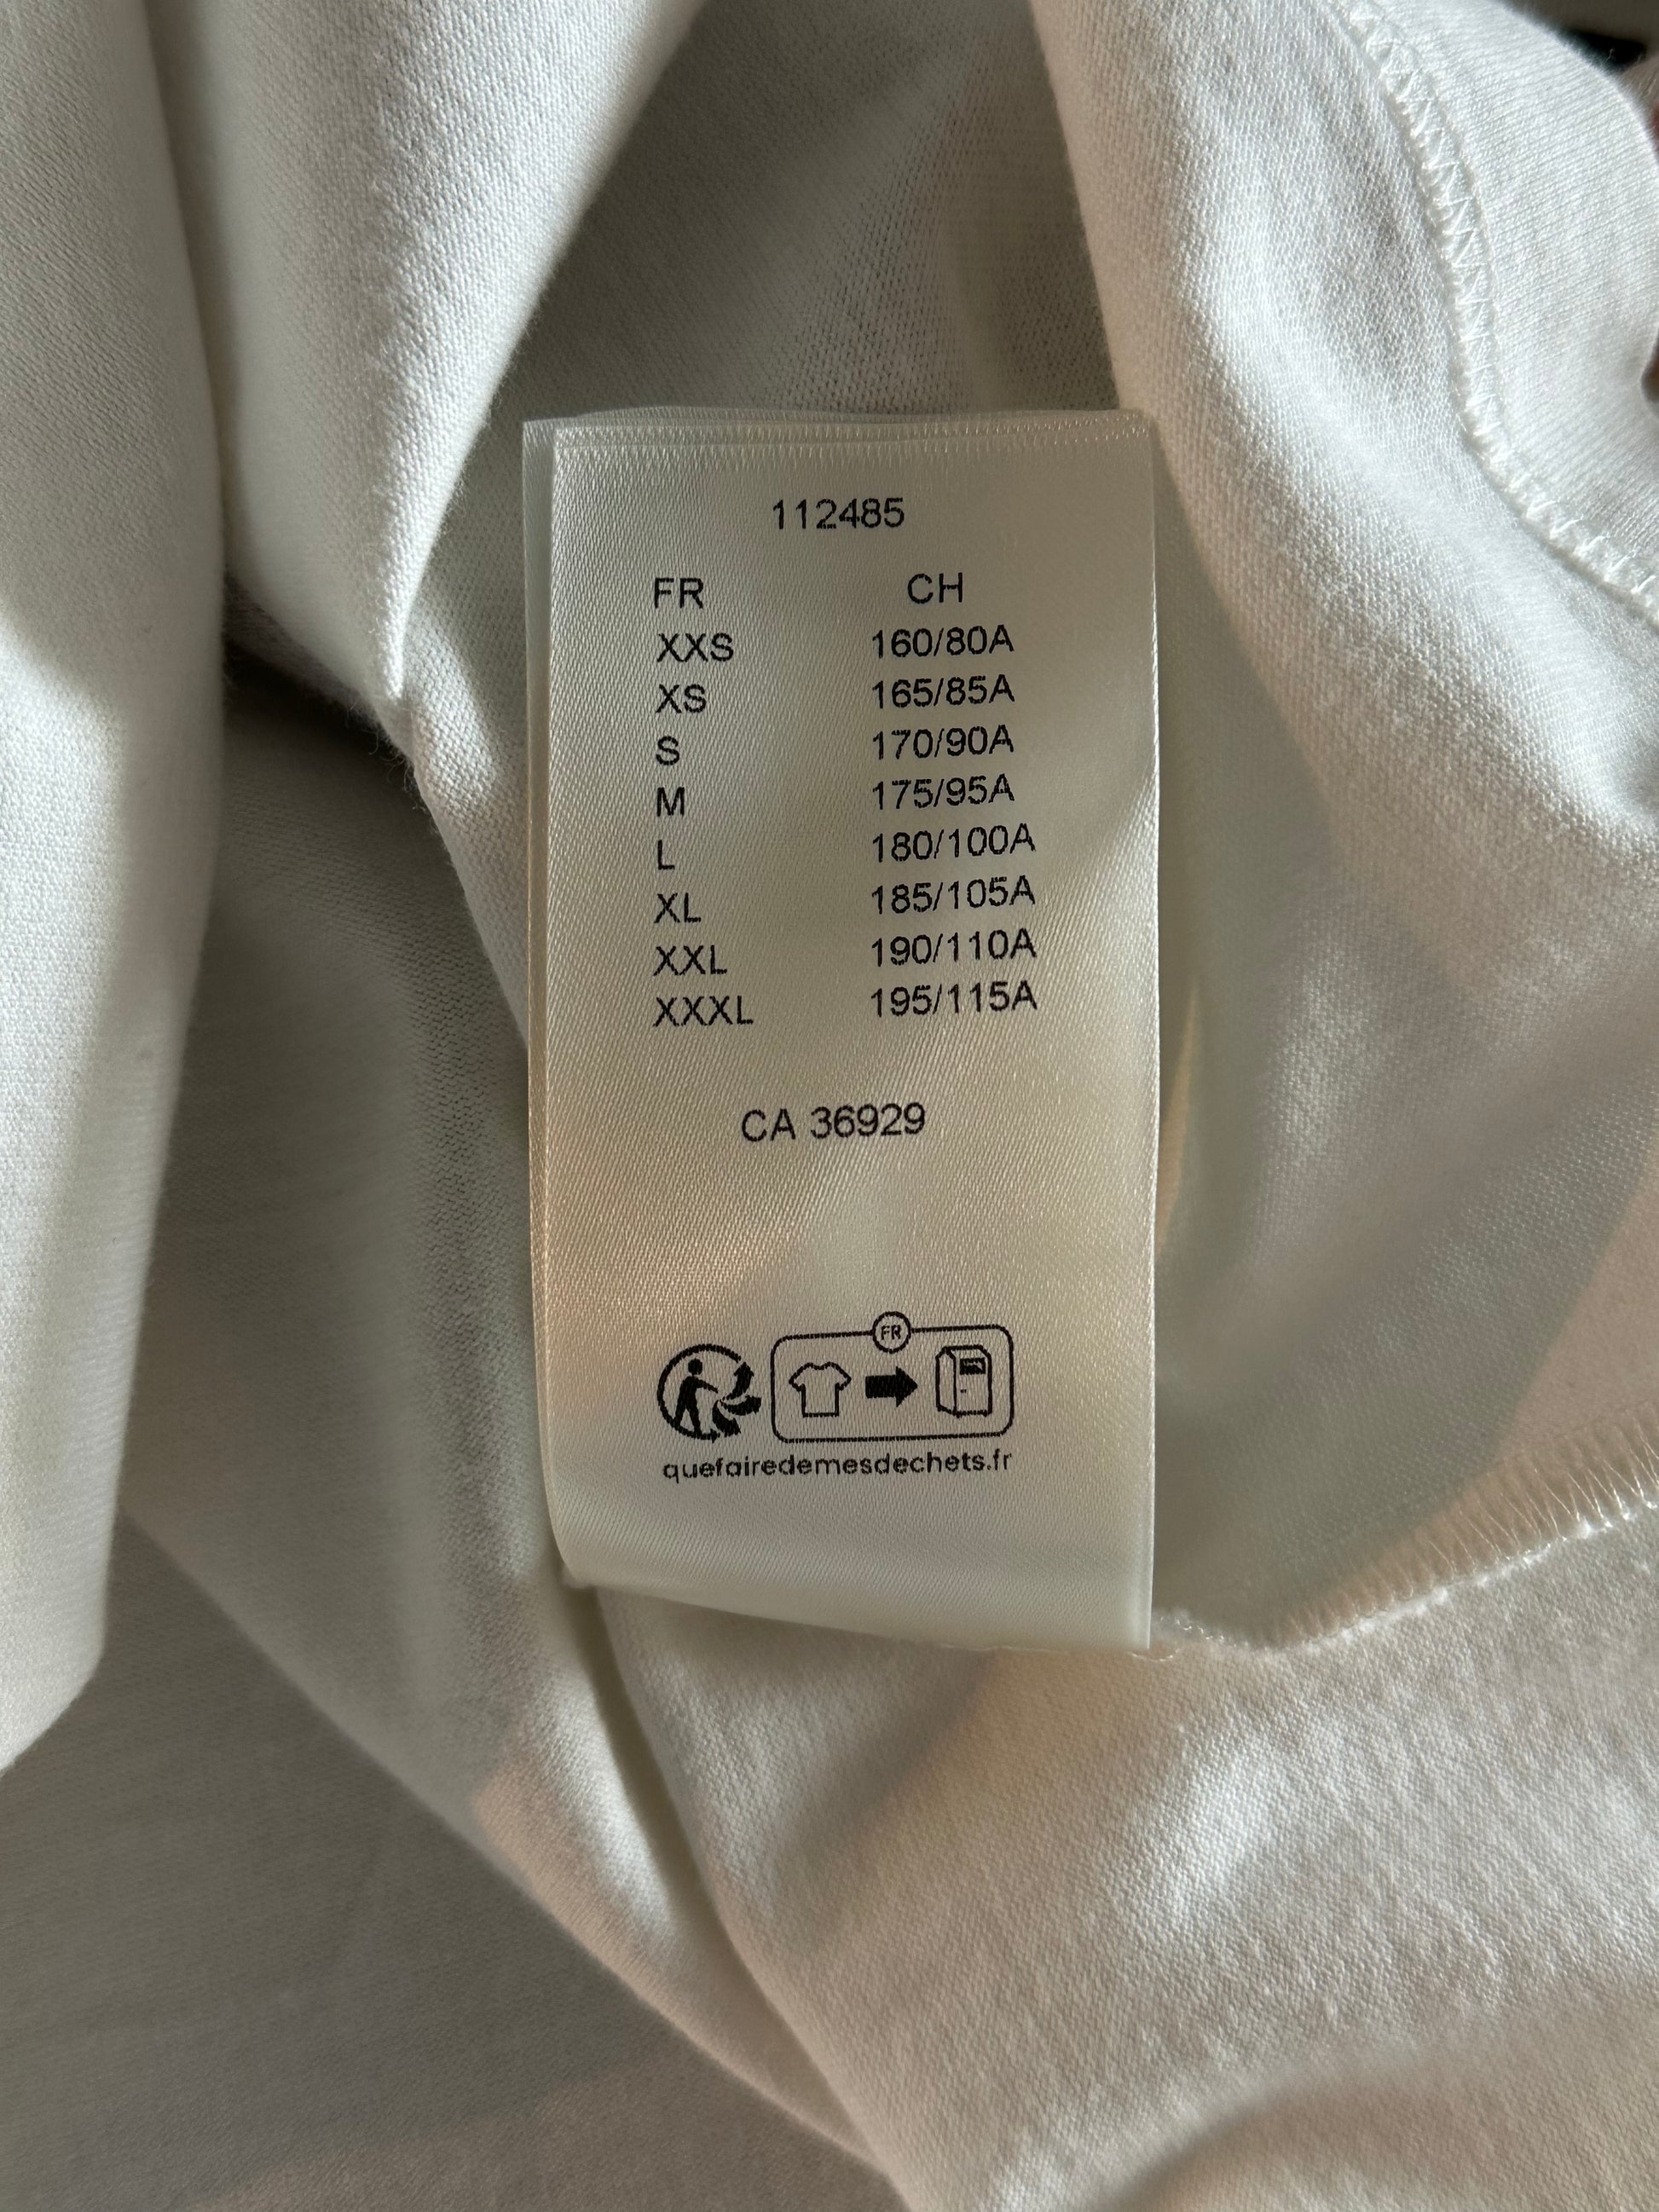 112485
FR CH
XXS 160/80A
XS 165/85A
S 170/90A
M 175/95A
L 180/100A
XL 185/105A
XXL 190/110A
XXXL 195/115A
CA 36929
FR
quefairedemesdechets.fr